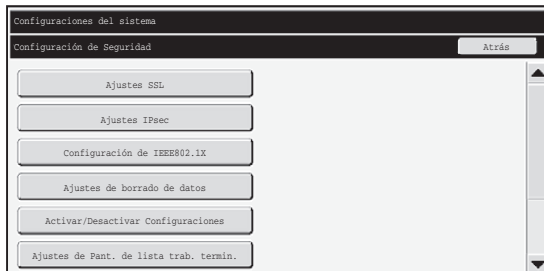 Configuraciones del sistema
Configuración de Seguridad
Atrás
Ajustes SSL
Ajustes IPsec
Configuración de IEEE802.1X
Ajustes de borrado de datos
Activar/Desactivar Configuraciones
Ajustes de Pant. de lista trab. termin.